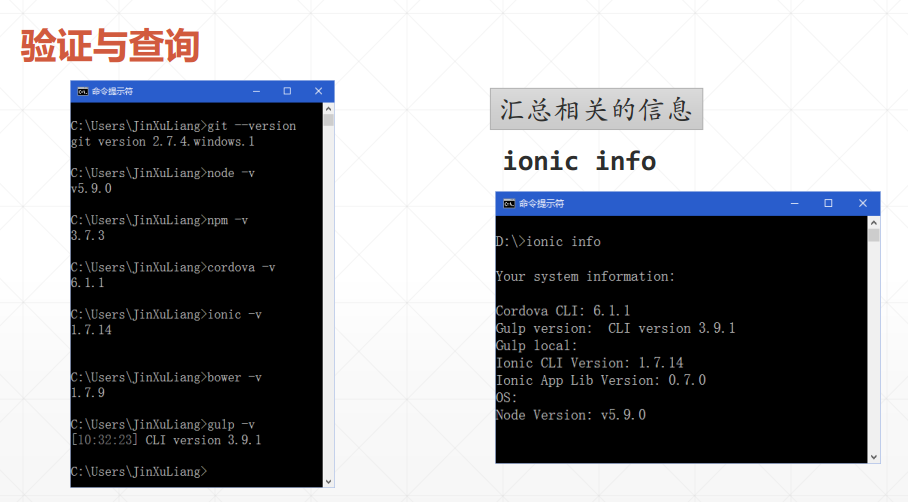 验证与查询
命令提示符
C:\Users\JinXuLiang>git --version
git version 2.7.4.windows.1
C:\Users\JinXuLiang>node -v
v5.9.0
C:\Users\JinXuLiang>npm -v
3.7.3
C:\Users\JinXuLiang>cordova -v
6.1.1
C:\Users\JinXuLiang>ionic -v
1.7.14
C:\Users\JinXuLiang>bower -v
1.7.9
C:\Users\JinXuLiang>gulp -v
[10:32:23] CLI version 3.9.1
C:\Users\JinXuLiang>
汇总相关的信息
ionic info
命令提示符
D:\>ionic info
Your system information:
Cordova CLI: 6.1.1
Gulp version:  CLI version 3.9.1
Gulp local:
Ionic CLI Version: 1.7.14
Ionic App Lib Version: 0.7.0
OS:
Node Version: v5.9.0